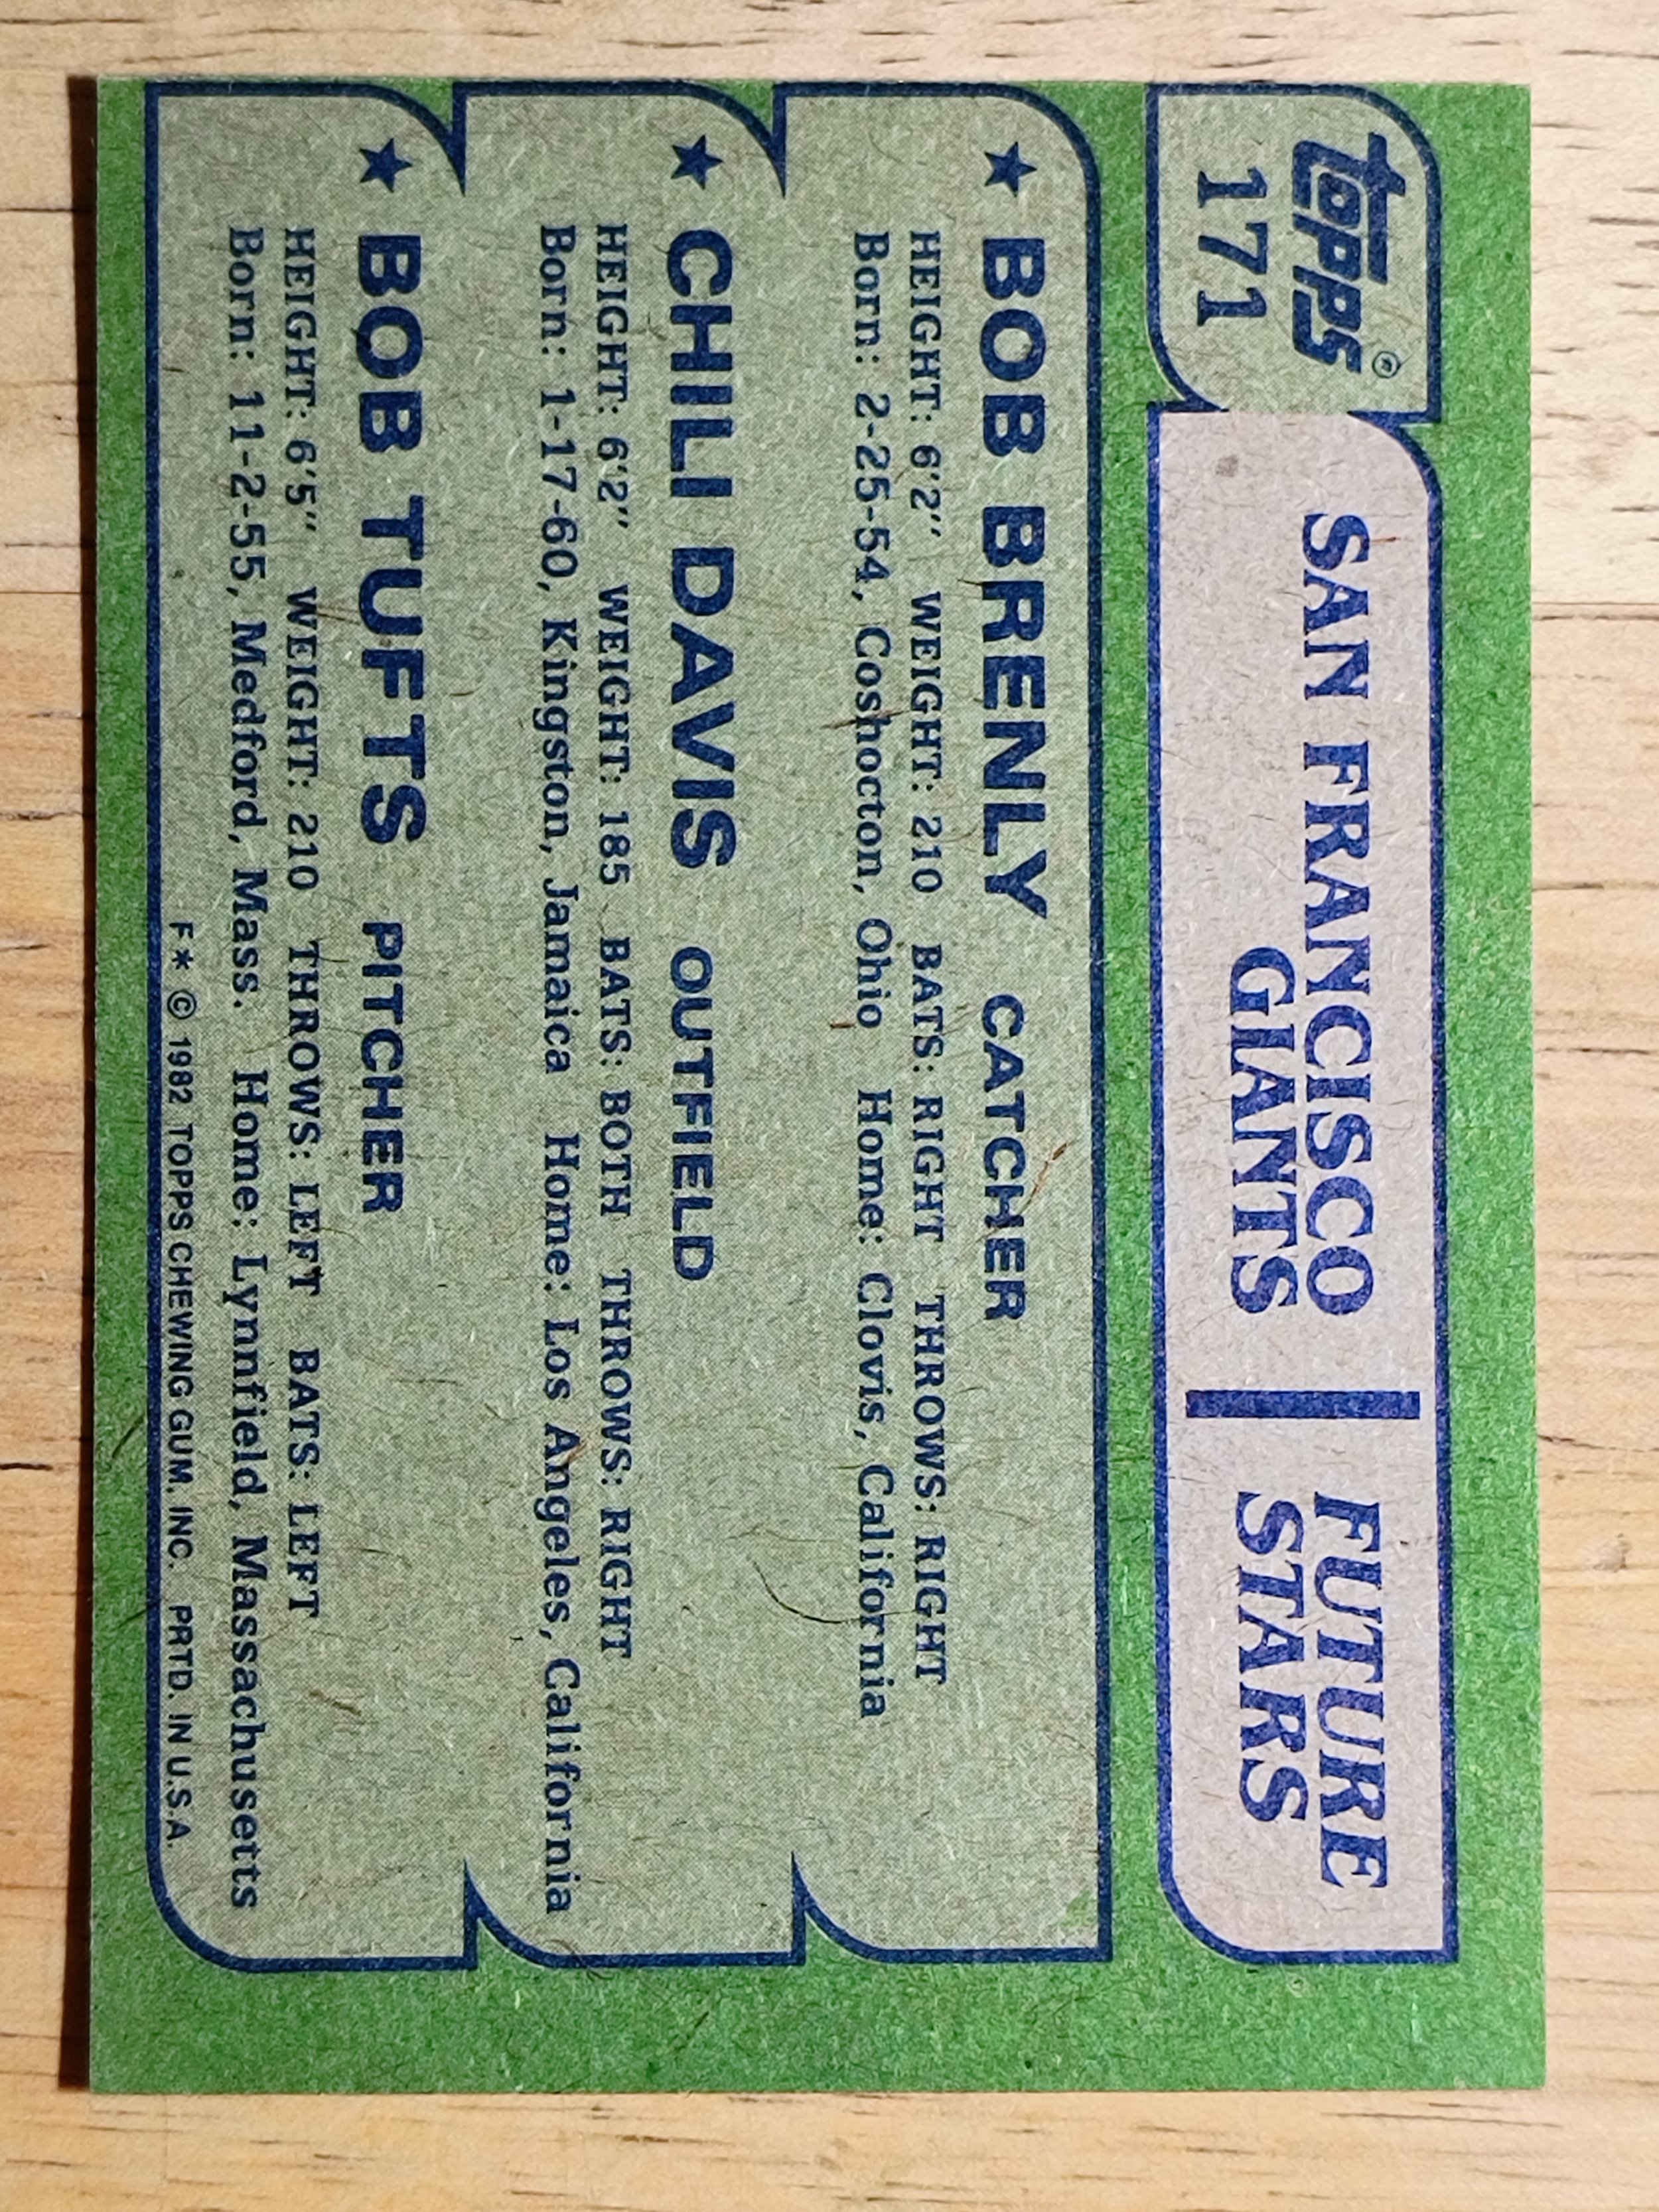 topps®
171
SAN FRANCISCO
GIANTS
FUTURE
STARS
★ BOB BRENLY CATCHER
HEIGHT: 6'2" WEIGHT: 210 BATS: RIGHT THROWS: RIGHT
Born: 2-25-54, Coshocton, Ohio Home: Clovis, California
★ CHILI DAVIS OUTFIELD
HEIGHT: 6'2" WEIGHT: 185 BATS: BOTH THROWS: RIGHT
Born: 1-17-60, Kingston, Jamaica Home: Los Angeles, California
★ BOB TUFTS PITCHER
HEIGHT: 6'5" WEIGHT: 210 THROWS: LEFT BATS: LEFT
Born: 11-2-55, Medford, Mass. Home: Lynnfield, Massachusetts
F* © 1982 TOPPS CHEWING GUM, INC. PRTD. IN U.S.A.